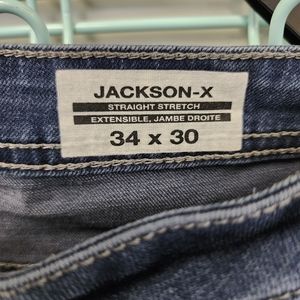 JACKSON-X
STRAIGHT STRETCH
EXTENSIBLE, JAMBE DROITE
34 x 30